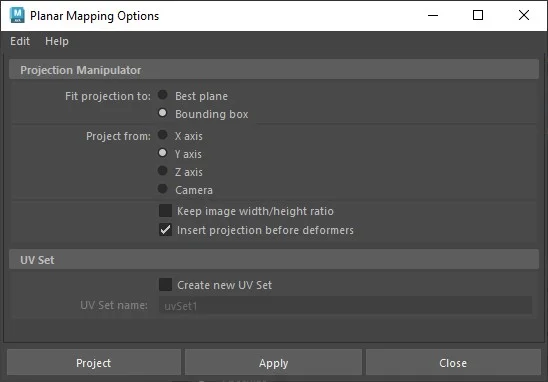 Planar Mapping Options
Edit Help
Projection Manipulator
Fit projection to: Best plane
Bounding box
Project from: X axis
Y axis
Z axis
Camera
Keep image width/height ratio
Insert projection before deformers
UV Set
Create new UV Set
UV Set name: uvSet1
Project Apply Close